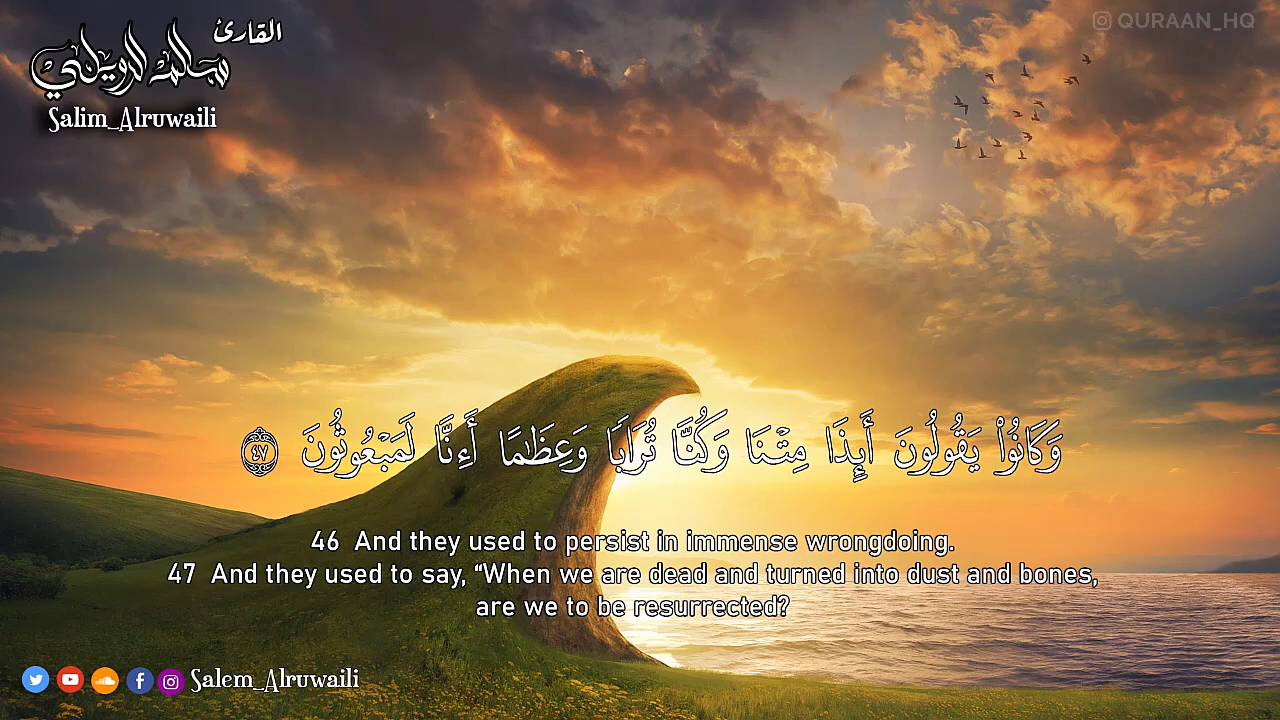 القارئ
سالم الرويلي
Salim_Alruwaili
QURAAN_HQ
وَكَانُوا۟ يَقُولُونَ أَئِذَا مِتْنَا وَكُنَّا تُرَابًا وَعِظَٰمًا أَءِنَّا لَمَبْعُوثُونَ ٤٧
46 And they used to persist in immense wrongdoing.
47 And they used to say, “When we are dead and turned into dust and bones,
are we to be resurrected?
Salem_Alruwaili